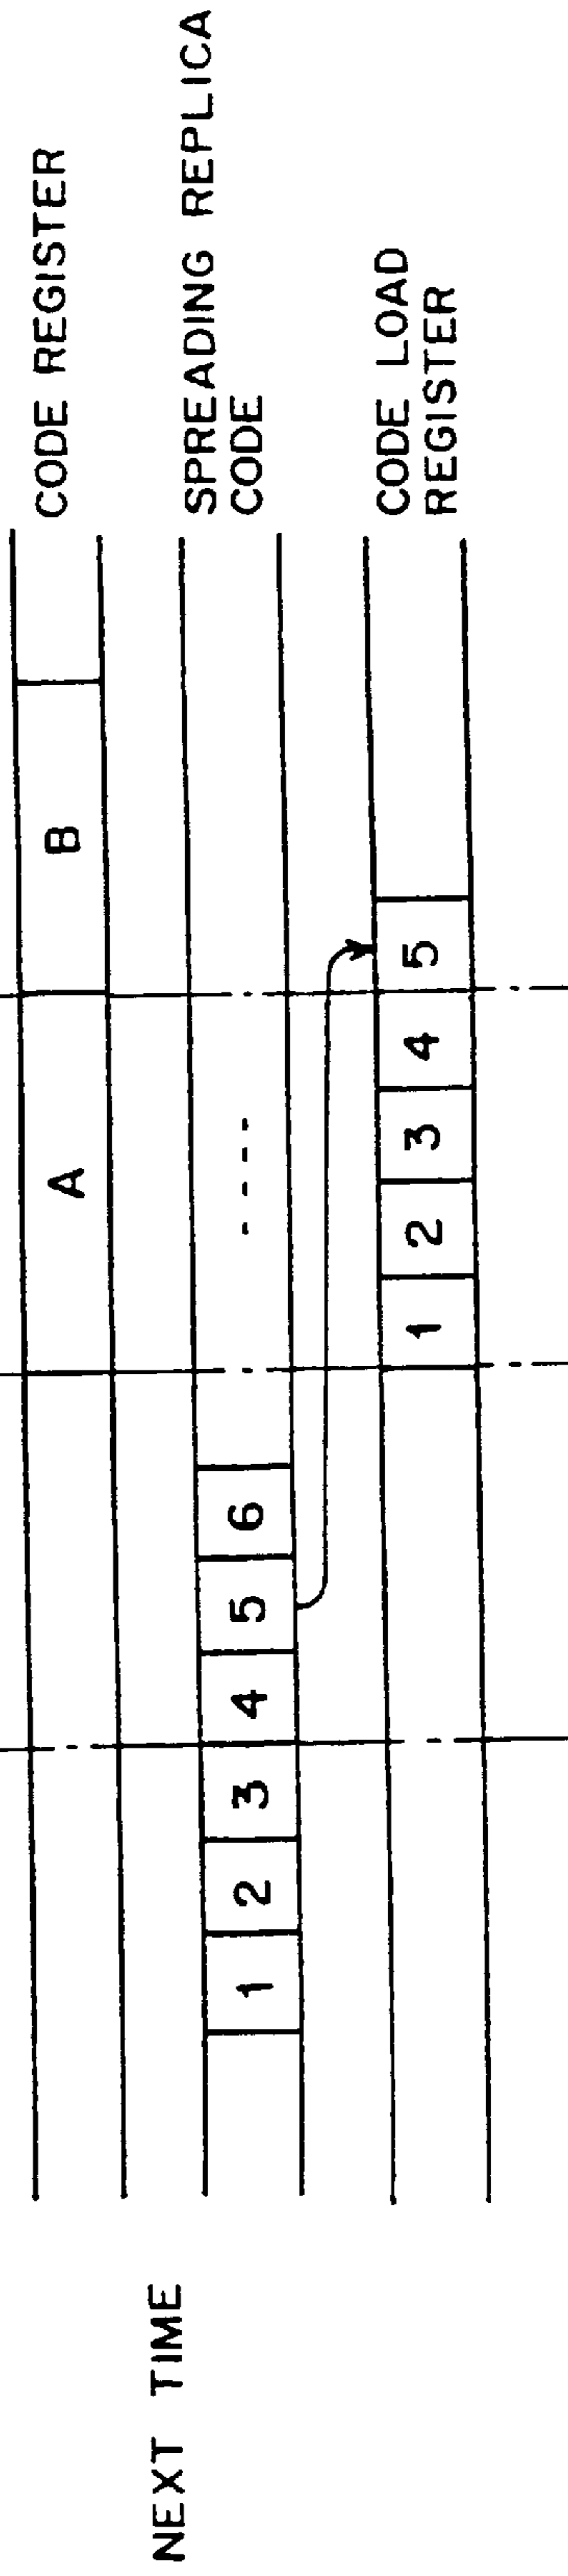 NEXT TIME
A B CODE REGISTER
1 2 3 4 5 6 ---- SPREADING REPLICA
CODE
1 2 3 4 5 CODE LOAD
REGISTER